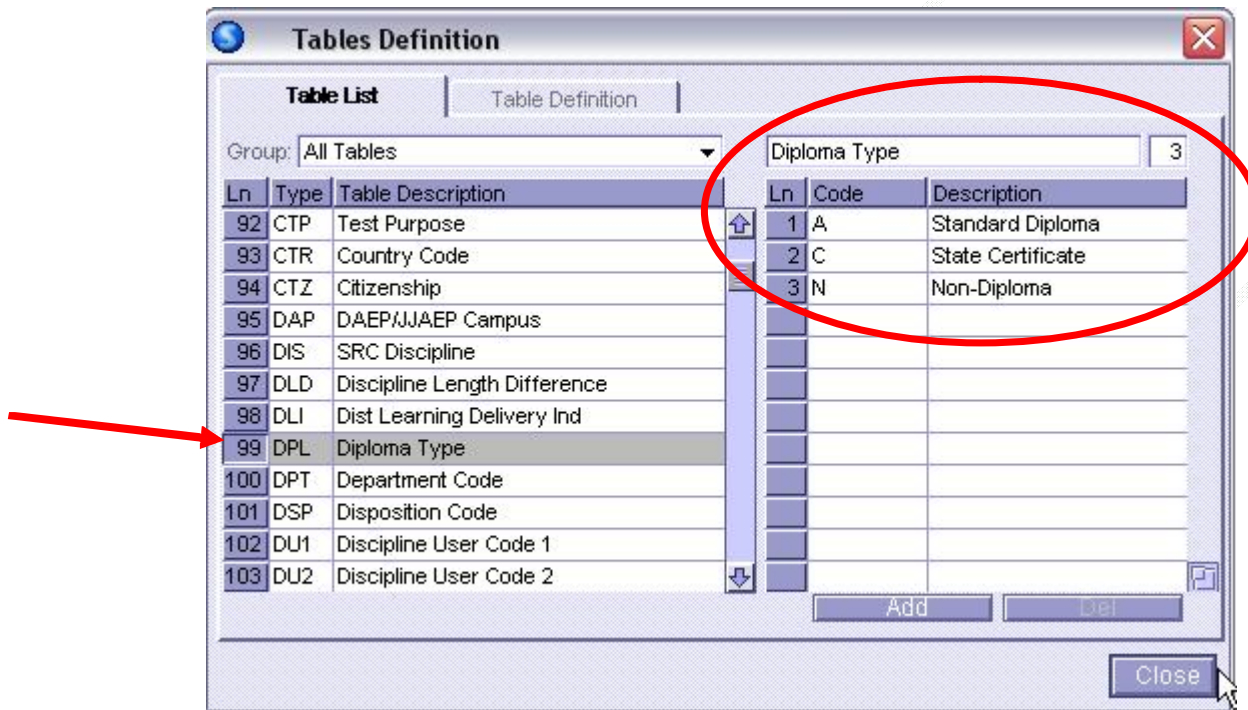 Tables Definition
Table List Table Definition
Group: All Tables
Diploma Type 3
Ln Type Table Description
92 CTP Test Purpose
93 CTR Country Code
94 CTZ Citizenship
95 DAP DAEP/JJAEP Campus
96 DIS SRC Discipline
97 DLD Discipline Length Difference
98 DLI Dist Learning Delivery Ind
99 DPL Diploma Type
100 DPT Department Code
101 DSP Disposition Code
102 DU1 Discipline User Code 1
103 DU2 Discipline User Code 2
Ln Code Description
1 A Standard Diploma
2 C State Certificate
3 N Non-Diploma
Add Del
Close